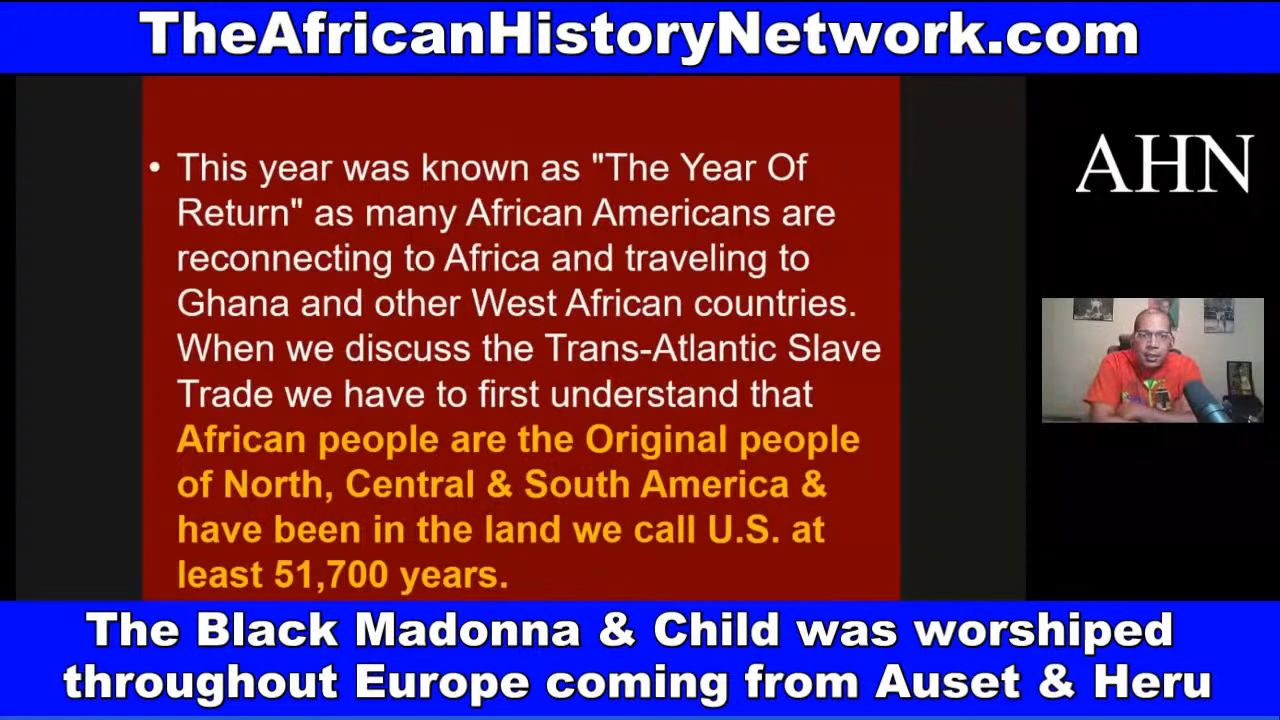 TheAfricanHistoryNetwork.com
• This year was known as "The Year Of
Return" as many African Americans are
reconnecting to Africa and traveling to
Ghana and other West African countries.
When we discuss the Trans-Atlantic Slave
Trade we have to first understand that
African people are the Original people
of North, Central & South America &
have been in the land we call U.S. at
least 51,700 years.
AHN
The Black Madonna & Child was worshiped
throughout Europe coming from Auset & Heru